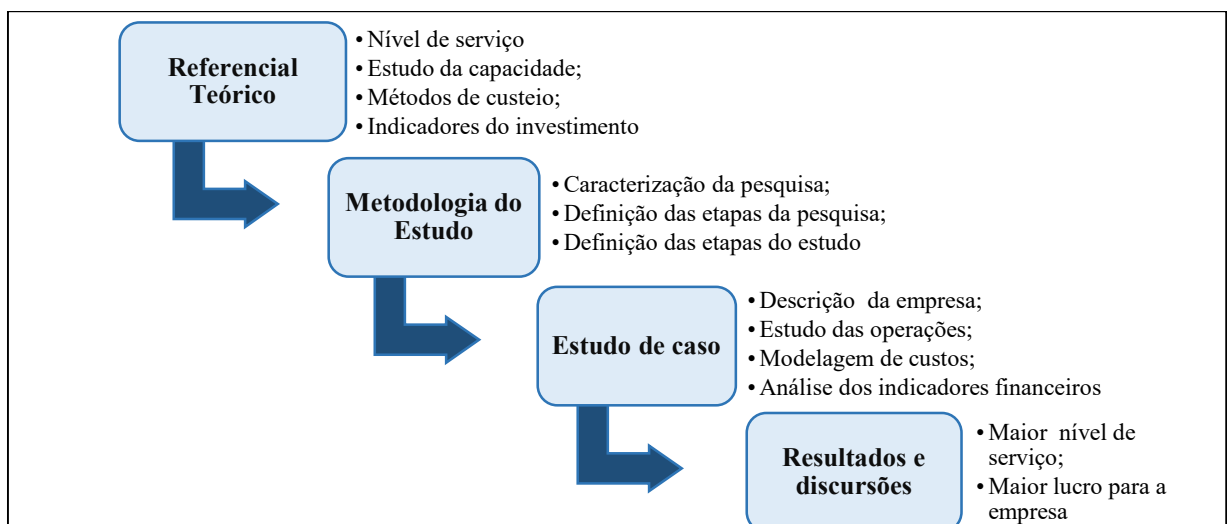 Referencial
Teórico
• Nível de serviço
• Estudo da capacidade;
• Métodos de custeio;
• Indicadores do investimento
Metodologia do
Estudo
• Caracterização da pesquisa;
• Definição das etapas da pesquisa;
• Definição das etapas do estudo
Estudo de caso
• Descrição da empresa;
• Estudo das operações;
• Modelagem de custos;
• Análise dos indicadores financeiros
Resultados e
discursões
• Maior nível de
serviço;
• Maior lucro para a
empresa